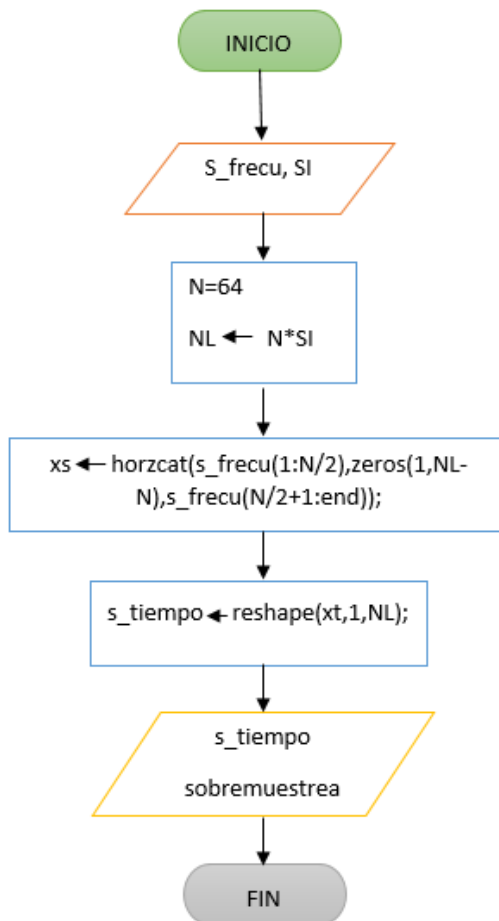 INICIO
S_frecu, SI
N=64
NL ← N*SI
xs ← horzcat(s_frecu(1:N/2),zeros(1,NL-
N),s_frecu(N/2+1:end));
s_tiempo ← reshape(xt,1,NL);
s_tiempo
sobremuestrea
FIN